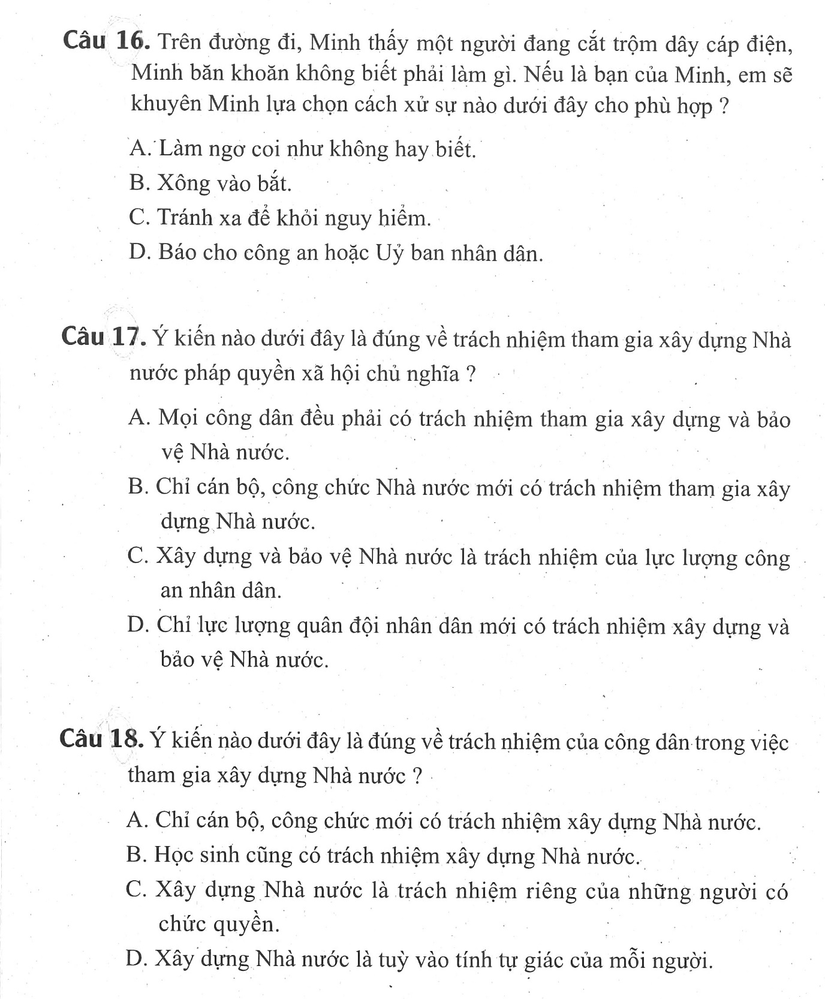 Câu 16. Trên đường đi, Minh thấy một người đang cắt trộm dây cáp điện,
Minh băn khoăn không biết phải làm gì. Nếu là bạn của Minh, em sẽ
khuyên Minh lựa chọn cách xử sự nào dưới đây cho phù hợp ?
A. Làm ngơ coi như không hay biết.
B. Xông vào bắt.
C. Tránh xa để khỏi nguy hiểm.
D. Báo cho công an hoặc Uỷ ban nhân dân.
Câu 17. Ý kiến nào dưới đây là đúng về trách nhiệm tham gia xây dựng Nhà
nước pháp quyền xã hội chủ nghĩa ?
A. Mọi công dân đều phải có trách nhiệm tham gia xây dựng và bảo
vệ Nhà nước.
B. Chỉ cán bộ, công chức Nhà nước mới có trách nhiệm tham gia xây
dựng Nhà nước.
C. Xây dựng và bảo vệ Nhà nước là trách nhiệm của lực lượng công
an nhân dân.
D. Chỉ lực lượng quân đội nhân dân mới có trách nhiệm xây dựng và
bảo vệ Nhà nước.
Câu 18. Ý kiến nào dưới đây là đúng về trách nhiệm của công dân trong việc
tham gia xây dựng Nhà nước ?
A. Chỉ cán bộ, công chức mới có trách nhiệm xây dựng Nhà nước.
B. Học sinh cũng có trách nhiệm xây dựng Nhà nước.
C. Xây dựng Nhà nước là trách nhiệm riêng của những người có
chức quyền.
D. Xây dựng Nhà nước là tuỳ vào tính tự giác của mỗi người.